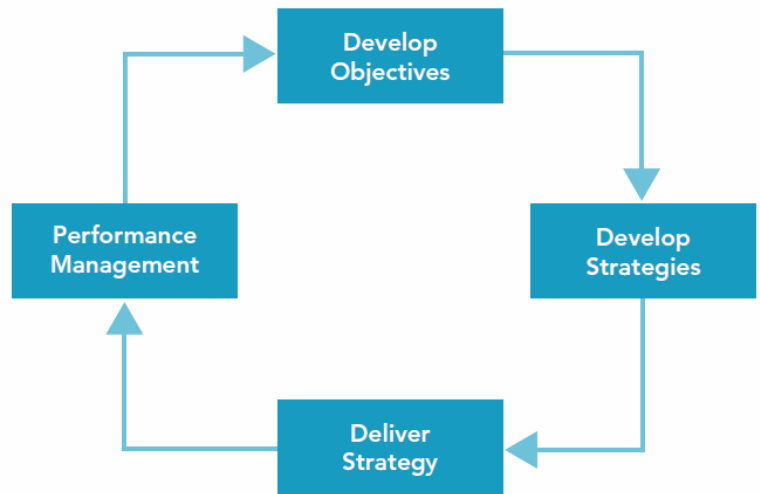 Develop
Objectives
Performance
Management
Develop
Strategies
Deliver
Strategy